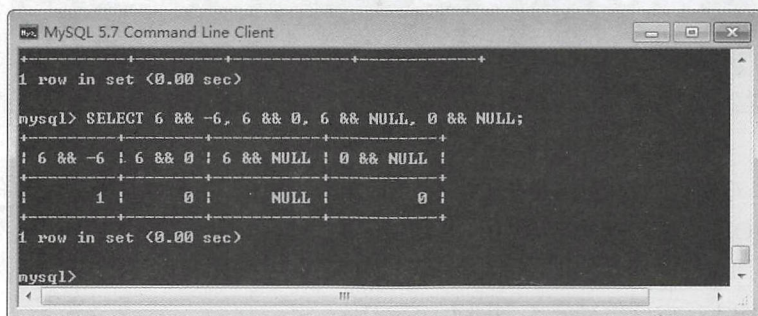 MySQL 5.7 Command Line Client
+-----------+-----------+--------------+--------------+
1 row in set (0.00 sec)
mysql> SELECT 6 && -6, 6 && 0, 6 && NULL, 0 && NULL;
+---------+--------+-----------+-----------+
| 6 && -6 | 6 && 0 | 6 && NULL | 0 && NULL |
+---------+--------+-----------+-----------+
|       1 |      0 |      NULL |         0 |
+---------+--------+-----------+-----------+
1 row in set (0.00 sec)
mysql>